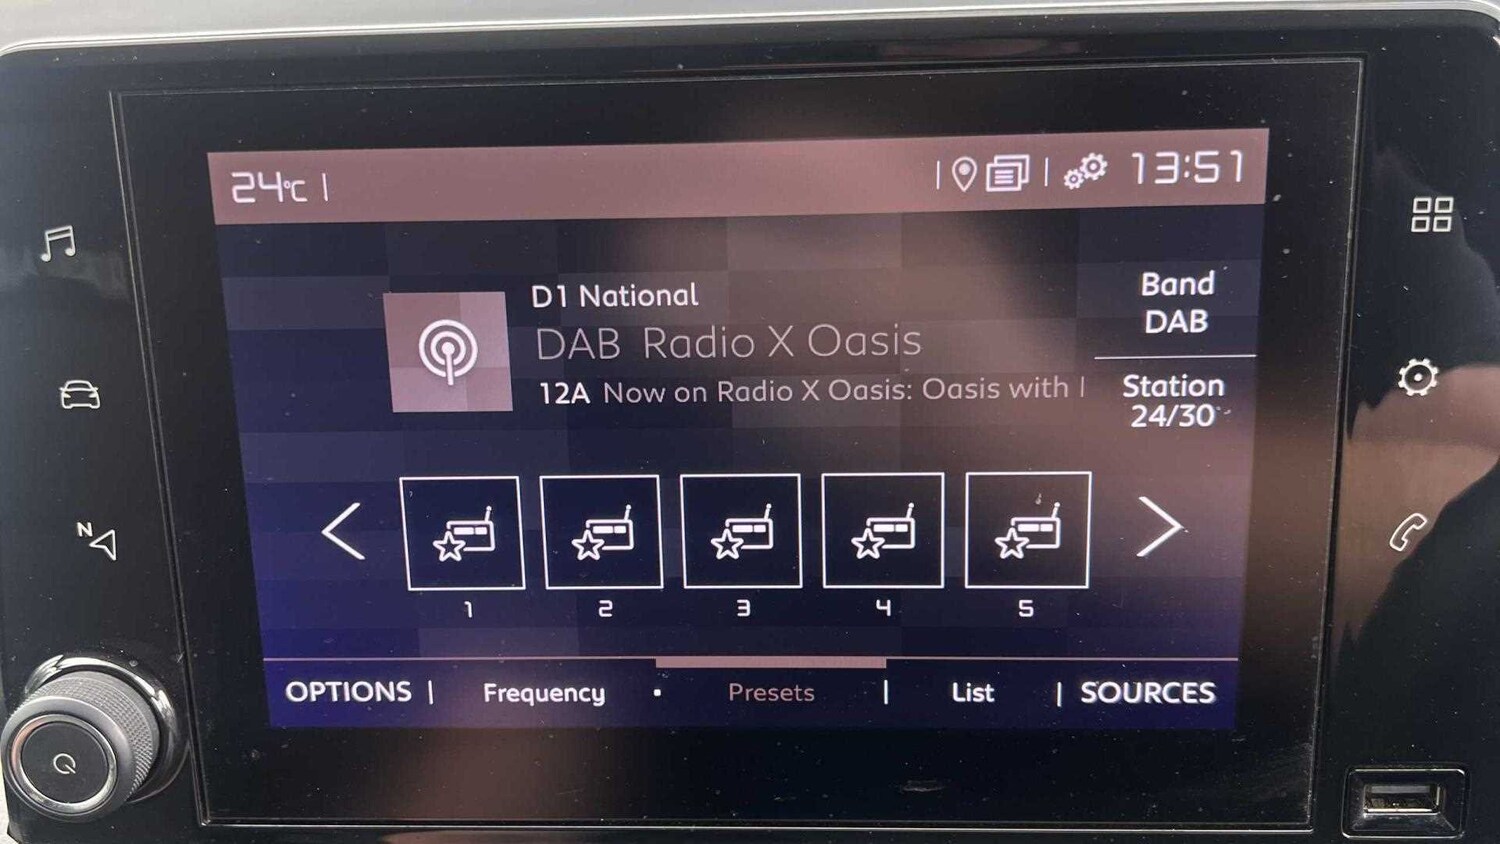 24°C
13:51
D1 National
DAB Radio X Oasis
12A Now on Radio X Oasis: Oasis with
Band
DAB
Station
24/30
1 2 3 4 5
OPTIONS | Frequency • Presets | List | SOURCES
N